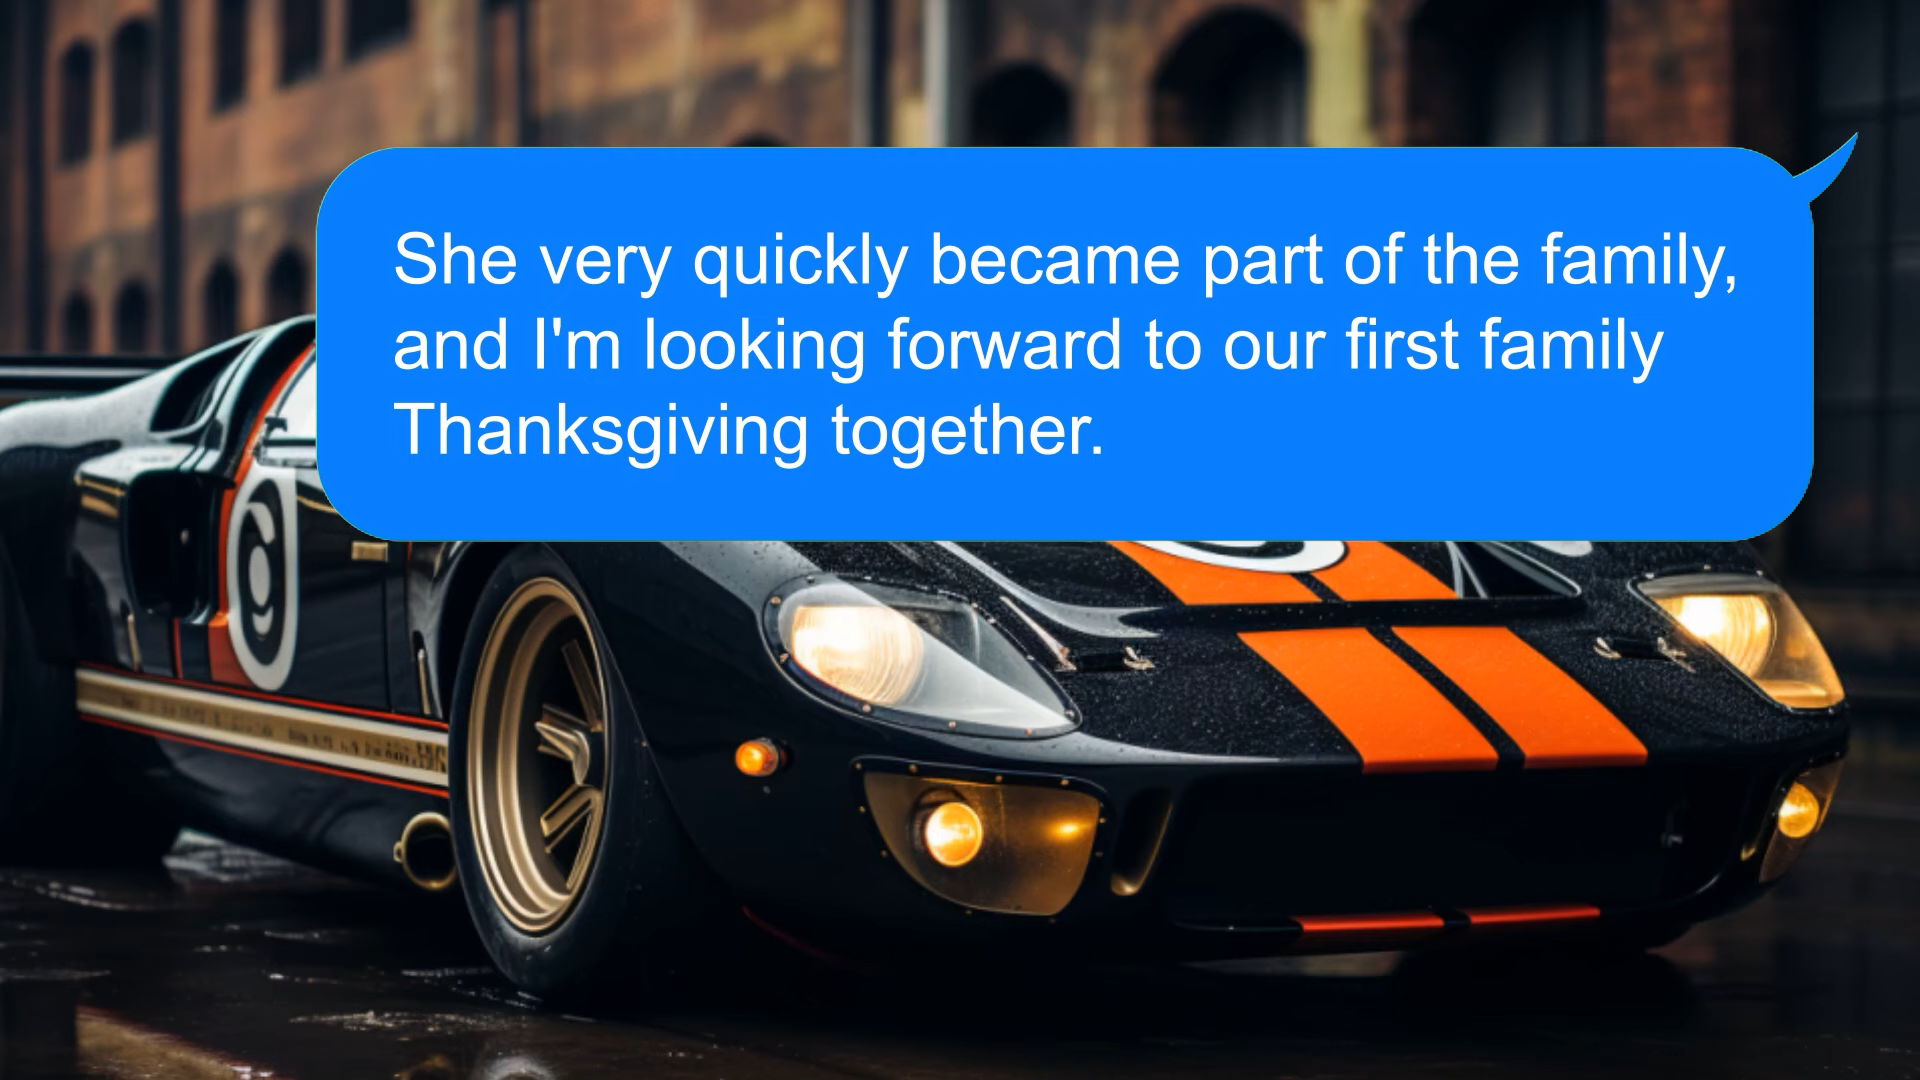 She very quickly became part of the family,
and I'm looking forward to our first family
Thanksgiving together.